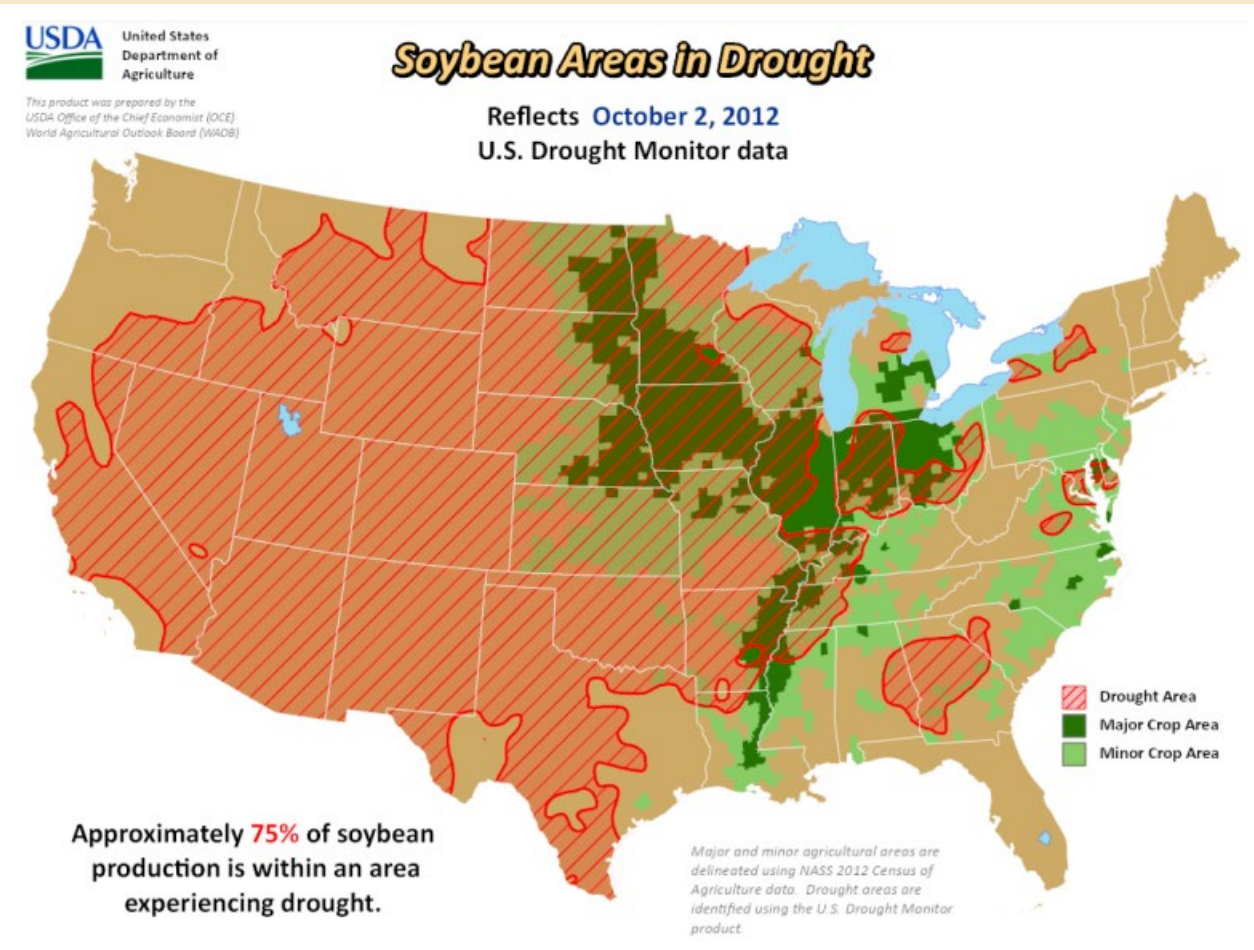 USDA
United States
Department of
Agriculture
This product was prepared by the
USDA Office of the Chief Economist (OCE)
World Agricultural Outlook Board (WAOB)
Soybean Areas in Drought
Reflects October 2, 2012
U.S. Drought Monitor data
Drought Area
Major Crop Area
Minor Crop Area
Approximately 75% of soybean
production is within an area
experiencing drought.
Major and minor agricultural areas are
delineated using NASS 2012 Census of
Agriculture data. Drought areas are
identified using the U.S. Drought Monitor
product.